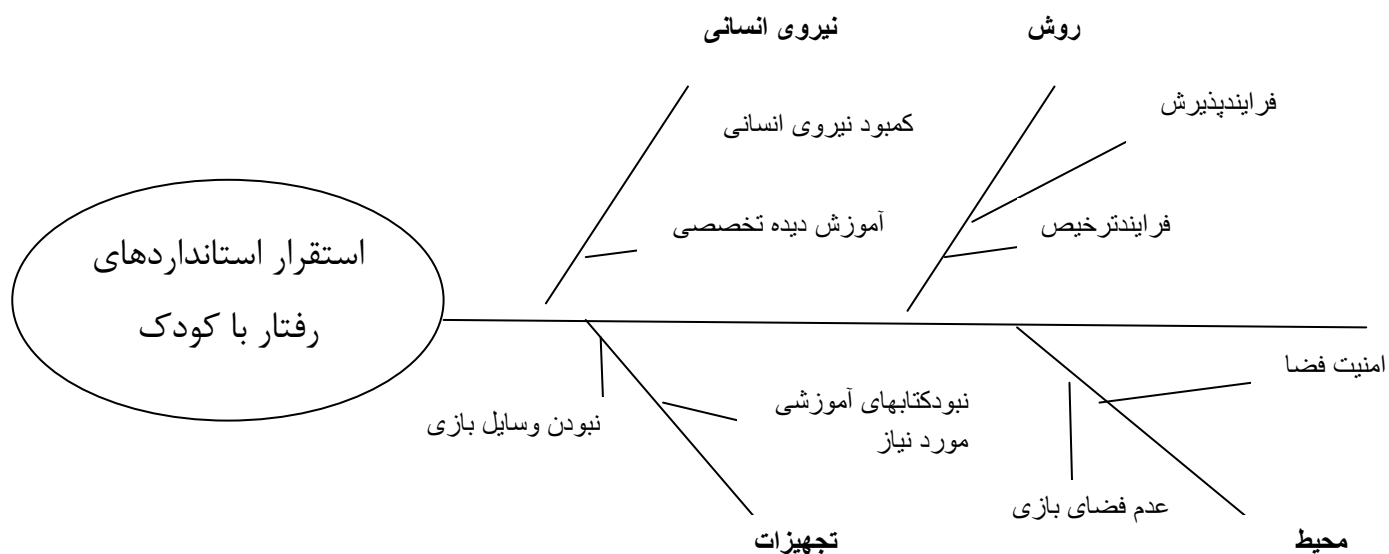 روش
نیروی انسانی
فرایندپذیرش
کمبود نیروی انسانی
فرایندترخیص
آموزش دیده تخصصی
استقرار استانداردهای
رفتار با کودک
امنیت فضا
نبودکتابهای آموزشی
مورد نیاز
نبودن وسایل بازی
عدم فضای بازی
محیط
تجهیزات